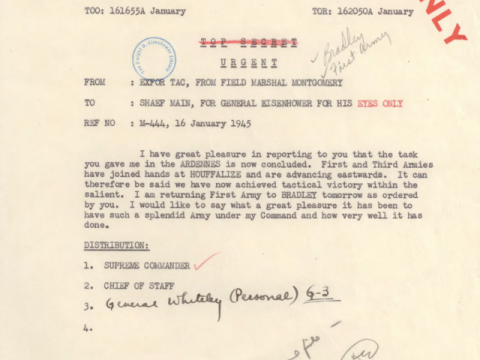 TOO: 161655A January TOR: 162050A January
ONLY
TOP SECRET
URGENT
Bradley
First Army
FROM : EXFOR TAC, FROM FIELD MARSHAL MONTGOMERY
TO : SHAEF MAIN, FOR GENERAL EISENHOWER FOR HIS EYES ONLY
REF NO : M-444, 16 January 1945
I have great pleasure in reporting to you that the task
you gave me in the ARDENNES is now concluded. First and Third Armies
have joined hands at HOUFFALIZE and are advancing eastwards. It can
therefore be said we have now achieved tactical victory within the
salient. I am returning First Army to BRADLEY tomorrow as ordered
by you. I would like to say what a great pleasure it has been to
have such a splendid Army under my Command and how very well it has
done.
DISTRIBUTION:
1. SUPREME COMMANDER
2. CHIEF OF STAFF
3. General Whiteley (Personal) G-3
4.